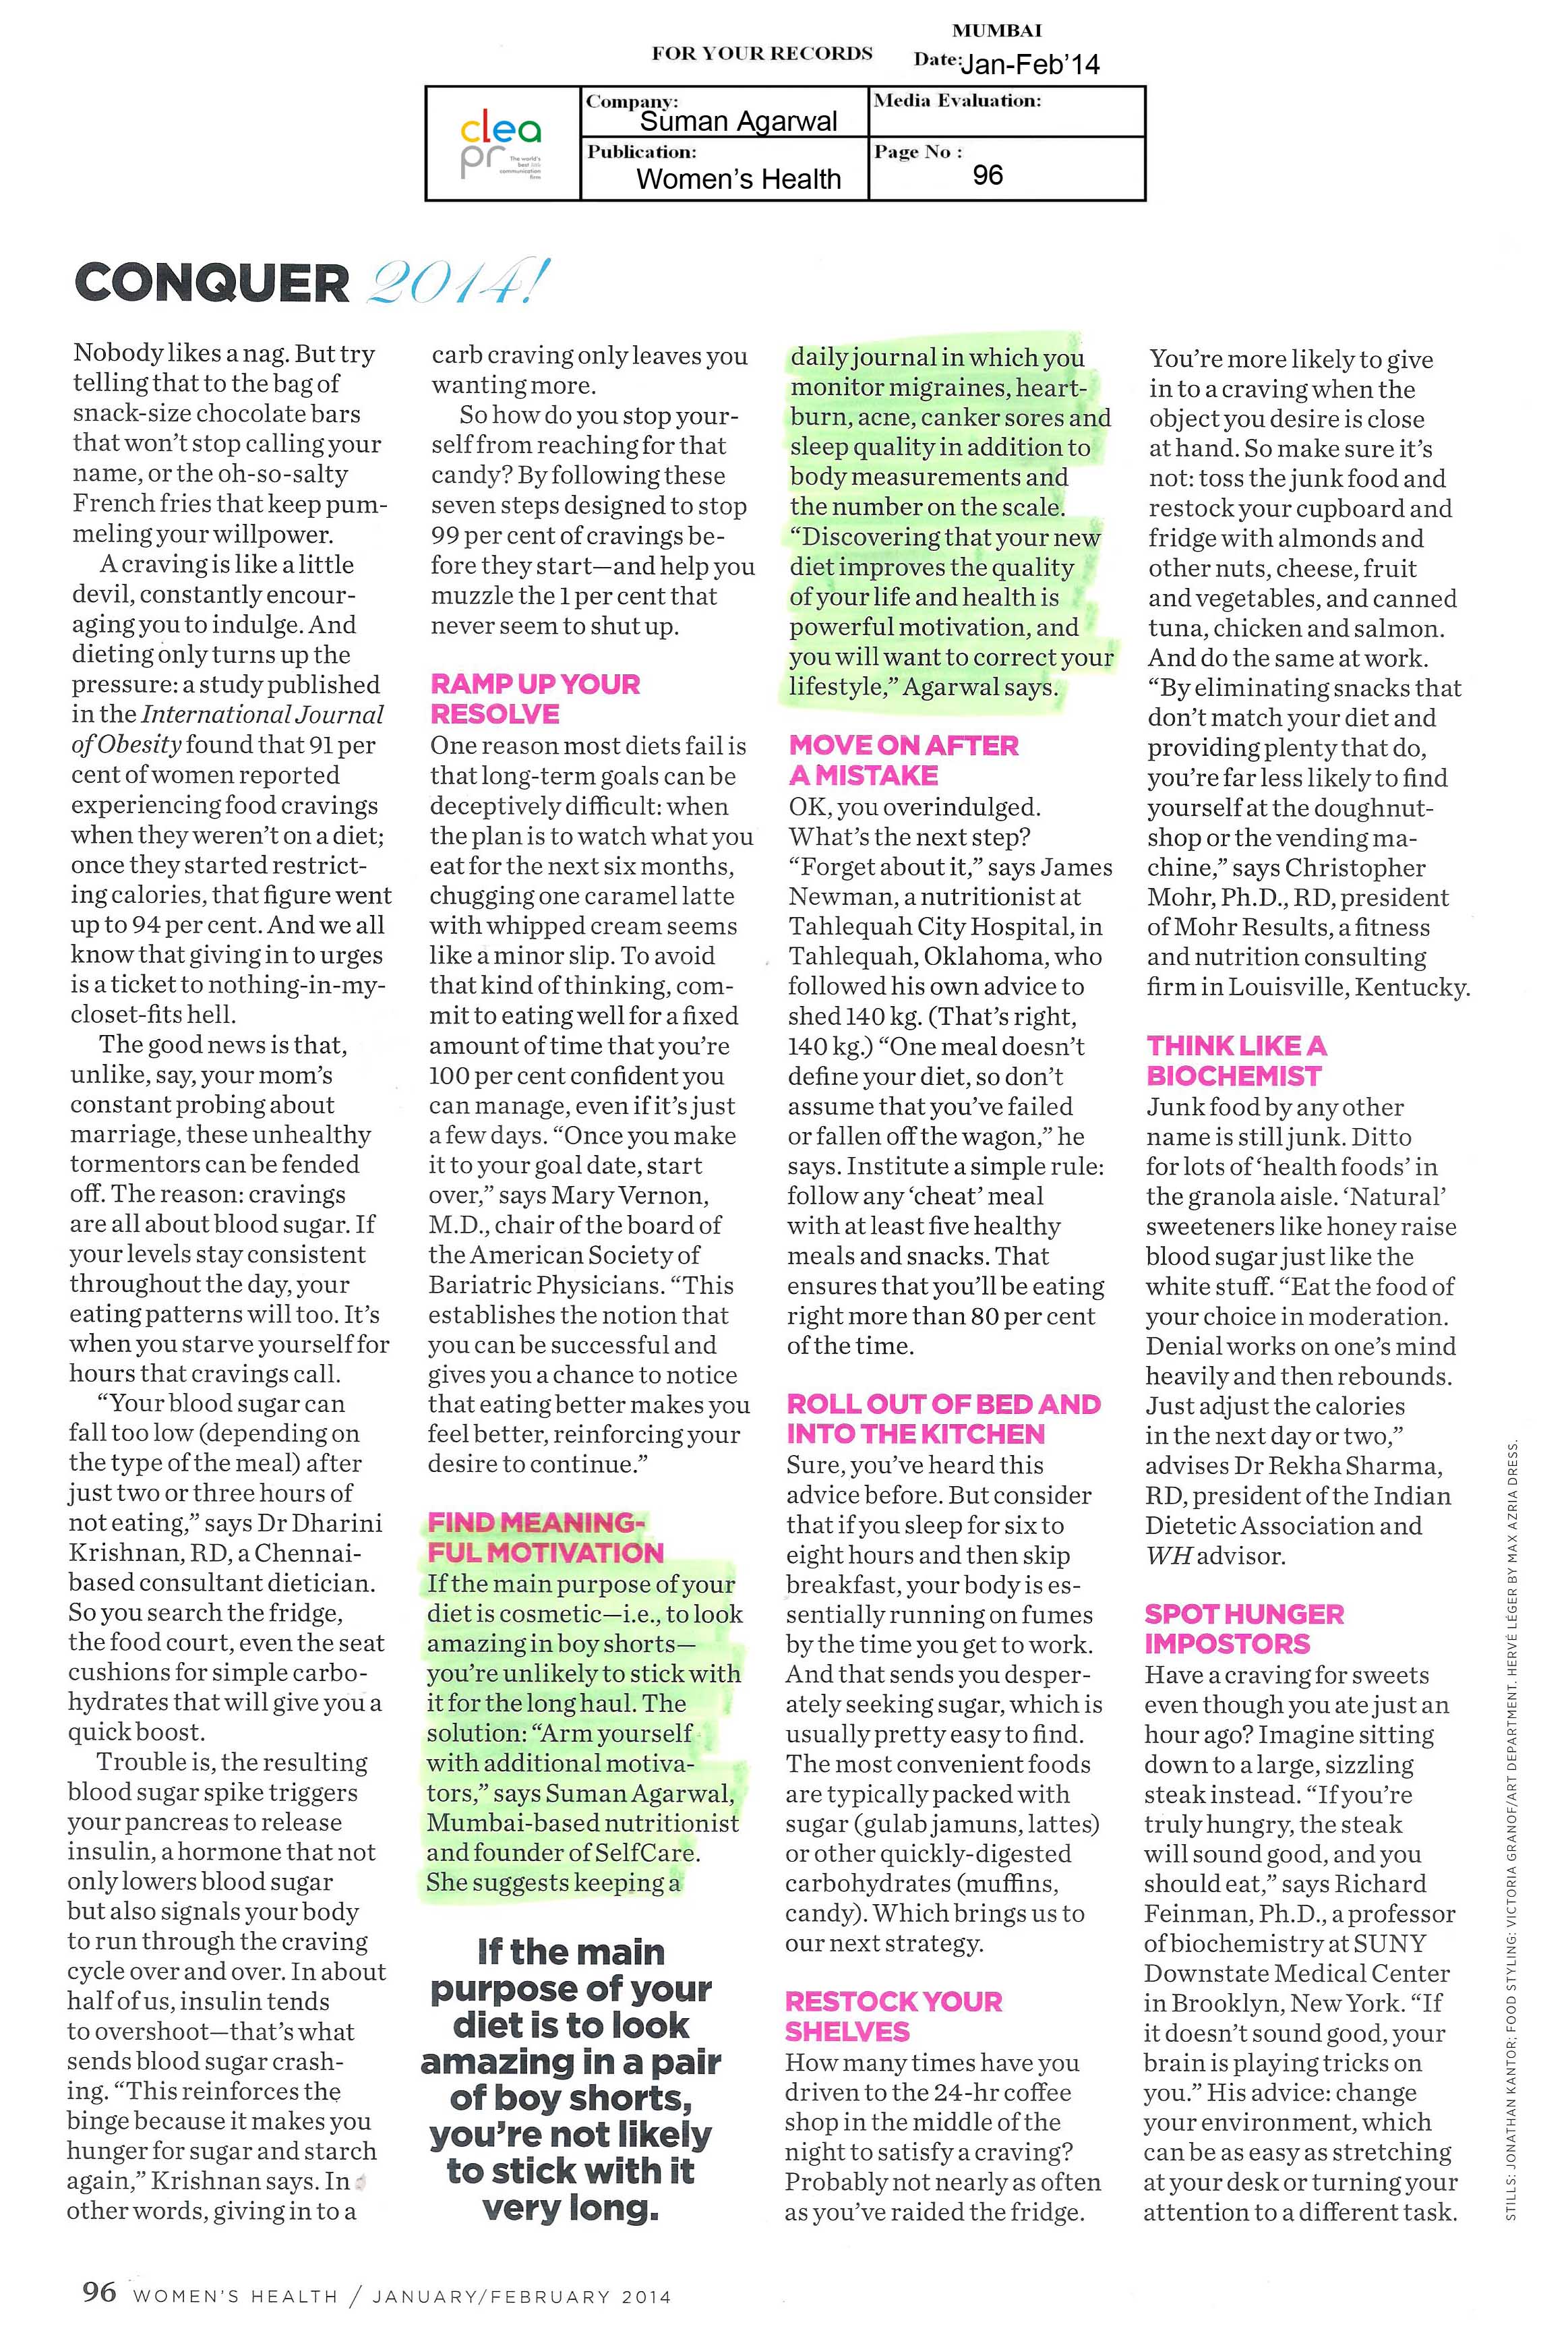 MUMBAI
FOR YOUR RECORDS
Date: Jan-Feb'14
clea
pr
The world's
best
communication
firm
Company:
Suman Agarwal
Media Evaluation:
Publication:
Women's Health
Page No :
96
CONQUER 2014!
Nobody likes a nag. But try
telling that to the bag of
snack-size chocolate bars
that won't stop calling your
name, or the oh-so-salty
French fries that keep pum-
meling your willpower.
A craving is like a little
devil, constantly encour-
aging you to indulge. And
dieting only turns up the
pressure: a study published
in the International Journal
of Obesity found that 91 per
cent of women reported
experiencing food cravings
when they weren't on a diet;
once they started restrict-
ing calories, that figure went
up to 94 per cent. And we all
know that giving in to urges
is a ticket to nothing-in-my-
closet-fits hell.
The good news is that,
unlike, say, your mom's
constant probing about
marriage, these unhealthy
tormentors can be fended
off. The reason: cravings
are all about blood sugar. If
your levels stay consistent
throughout the day, your
eating patterns will too. It's
when you starve yourself for
hours that cravings call.
"Your blood sugar can
fall too low (depending on
the type of the meal) after
just two or three hours of
not eating," says Dr Dharini
Krishnan, RD, a Chennai-
based consultant dietician.
So you search the fridge,
the food court, even the seat
cushions for simple carbo-
hydrates that will give you a
quick boost.
Trouble is, the resulting
blood sugar spike triggers
your pancreas to release
insulin, a hormone that not
only lowers blood sugar
but also signals your body
to run through the craving
cycle over and over. In about
half of us, insulin tends
to overshoot—that's what
sends blood sugar crash-
ing. "This reinforces the
binge because it makes you
hunger for sugar and starch
again," Krishnan says. In
other words, giving in to a
carb craving only leaves you
wanting more.
So how do you stop your-
self from reaching for that
candy? By following these
seven steps designed to stop
99 per cent of cravings be-
fore they start—and help you
muzzle the 1 per cent that
never seem to shut up.
RAMP UP YOUR
RESOLVE
One reason most diets fail is
that long-term goals can be
deceptively difficult: when
the plan is to watch what you
eat for the next six months,
chugging one caramel latte
with whipped cream seems
like a minor slip. To avoid
that kind of thinking, com-
mit to eating well for a fixed
amount of time that you're
100 per cent confident you
can manage, even if it's just
a few days. "Once you make
it to your goal date, start
over," says Mary Vernon,
M.D., chair of the board of
the American Society of
Bariatric Physicians. "This
establishes the notion that
you can be successful and
gives you a chance to notice
that eating better makes you
feel better, reinforcing your
desire to continue."
FIND MEANING-
FUL MOTIVATION
If the main purpose of your
diet is cosmetic—i.e., to look
amazing in boy shorts—
you're unlikely to stick with
it for the long haul. The
solution: "Arm yourself
with additional motiva-
tors," says Suman Agarwal,
Mumbai-based nutritionist
and founder of SelfCare.
She suggests keeping a
If the main
purpose of your
diet is to look
amazing in a pair
of boy shorts,
you're not likely
to stick with it
very long.
daily journal in which you
monitor migraines, heart-
burn, acne, canker sores and
sleep quality in addition to
body measurements and
the number on the scale.
"Discovering that your new
diet improves the quality
of your life and health is
powerful motivation, and
you will want to correct your
lifestyle," Agarwal says.
MOVE ON AFTER
A MISTAKE
OK, you overindulged.
What's the next step?
"Forget about it," says James
Newman, a nutritionist at
Tahlequah City Hospital, in
Tahlequah, Oklahoma, who
followed his own advice to
shed 140 kg. (That's right,
140 kg.) "One meal doesn't
define your diet, so don't
assume that you've failed
or fallen off the wagon," he
says. Institute a simple rule:
follow any 'cheat' meal
with at least five healthy
meals and snacks. That
ensures that you'll be eating
right more than 80 per cent
of the time.
ROLL OUT OF BED AND
INTO THE KITCHEN
Sure, you've heard this
advice before. But consider
that if you sleep for six to
eight hours and then skip
breakfast, your body is es-
sentially running on fumes
by the time you get to work.
And that sends you desper-
ately seeking sugar, which is
usually pretty easy to find.
The most convenient foods
are typically packed with
sugar (gulab jamuns, lattes)
or other quickly-digested
carbohydrates (muffins,
candy). Which brings us to
our next strategy.
RESTOCK YOUR
SHELVES
How many times have you
driven to the 24-hr coffee
shop in the middle of the
night to satisfy a craving?
Probably not nearly as often
as you've raided the fridge.
You're more likely to give
in to a craving when the
object you desire is close
at hand. So make sure it's
not: toss the junk food and
restock your cupboard and
fridge with almonds and
other nuts, cheese, fruit
and vegetables, and canned
tuna, chicken and salmon.
And do the same at work.
"By eliminating snacks that
don't match your diet and
providing plenty that do,
you're far less likely to find
yourself at the doughnut-
shop or the vending ma-
chine," says Christopher
Mohr, Ph.D., RD, president
of Mohr Results, a fitness
and nutrition consulting
firm in Louisville, Kentucky.
THINK LIKE A
BIOCHEMIST
Junk food by any other
name is still junk. Ditto
for lots of 'health foods' in
the granola aisle. 'Natural'
sweeteners like honey raise
blood sugar just like the
white stuff. "Eat the food of
your choice in moderation.
Denial works on one's mind
heavily and then rebounds.
Just adjust the calories
in the next day or two,"
advises Dr Rekha Sharma,
RD, president of the Indian
Dietetic Association and
WH advisor.
SPOT HUNGER
IMPOSTORS
Have a craving for sweets
even though you ate just an
hour ago? Imagine sitting
down to a large, sizzling
steak instead. "If you're
truly hungry, the steak
will sound good, and you
should eat," says Richard
Feinman, Ph.D., a professor
of biochemistry at SUNY
Downstate Medical Center
in Brooklyn, New York. "If
it doesn't sound good, your
brain is playing tricks on
you." His advice: change
your environment, which
can be as easy as stretching
at your desk or turning your
attention to a different task.
STILLS: JONATHAN KANTOR; FOOD STYLING: VICTORIA GRANOF/ART DEPARTMENT. HERVÉ LÉGER BY MAX AZRIA DRESS.
96 WOMEN'S HEALTH / JANUARY/FEBRUARY 2014